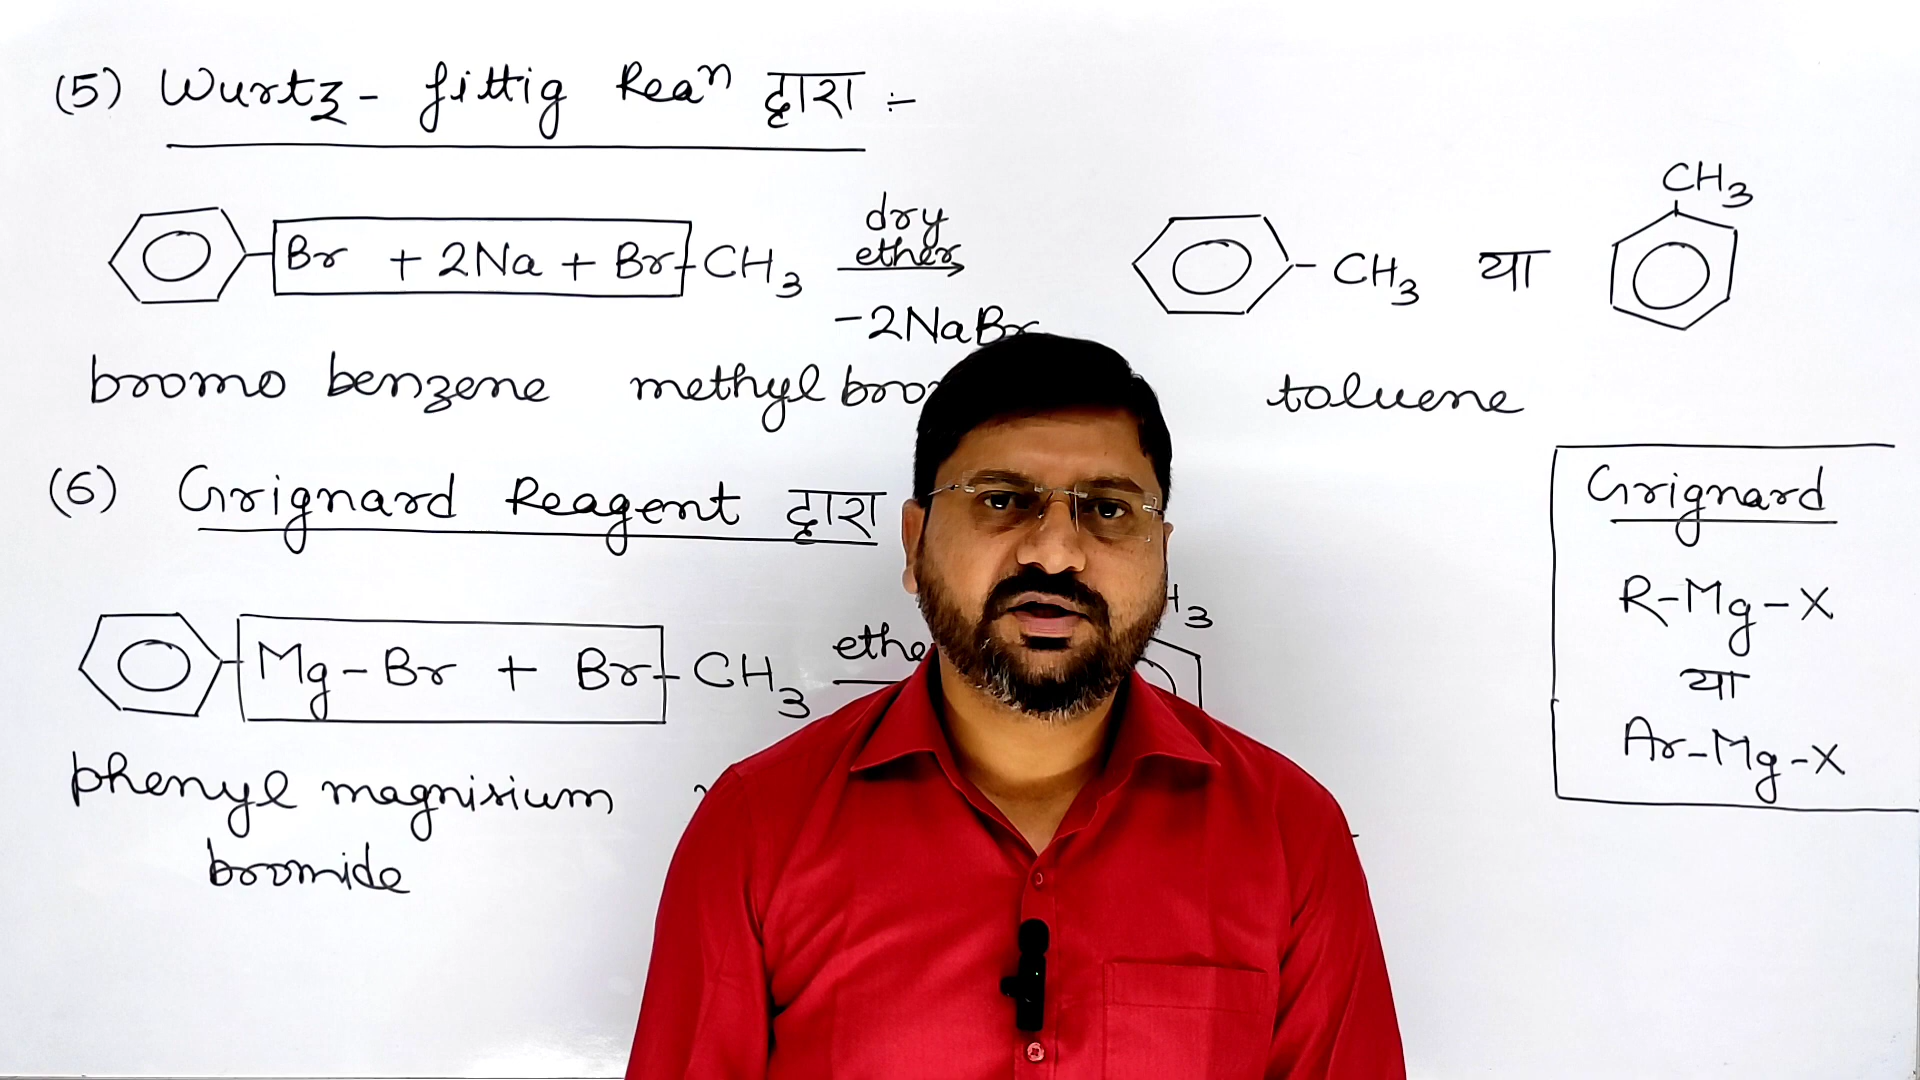 (5) Wurtz - fittig Reaⁿ द्वारा :-
Br + 2Na + Br - CH₃
dry
ether
-2NaBr
- CH₃ या
CH₃
bromo benzene methyl toluene
(6) Grignard Reagent द्वारा
Mg - Br + Br - CH₃
phenyl magnisium
bromide
Grignard
R-Mg-X
या
Ar-Mg-X